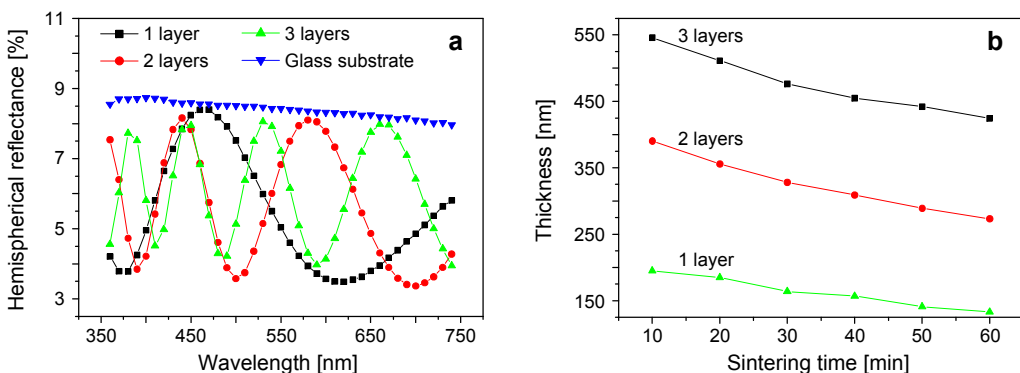 a
1 layer
3 layers
2 layers
Glass substrate
Hemispherical reflectance [%]
11
9
7
5
3
350
450
550
650
750
Wavelength [nm]
b
3 layers
2 layers
1 layer
Thickness [nm]
550
450
350
250
150
10
20
30
40
50
60
Sintering time [min]